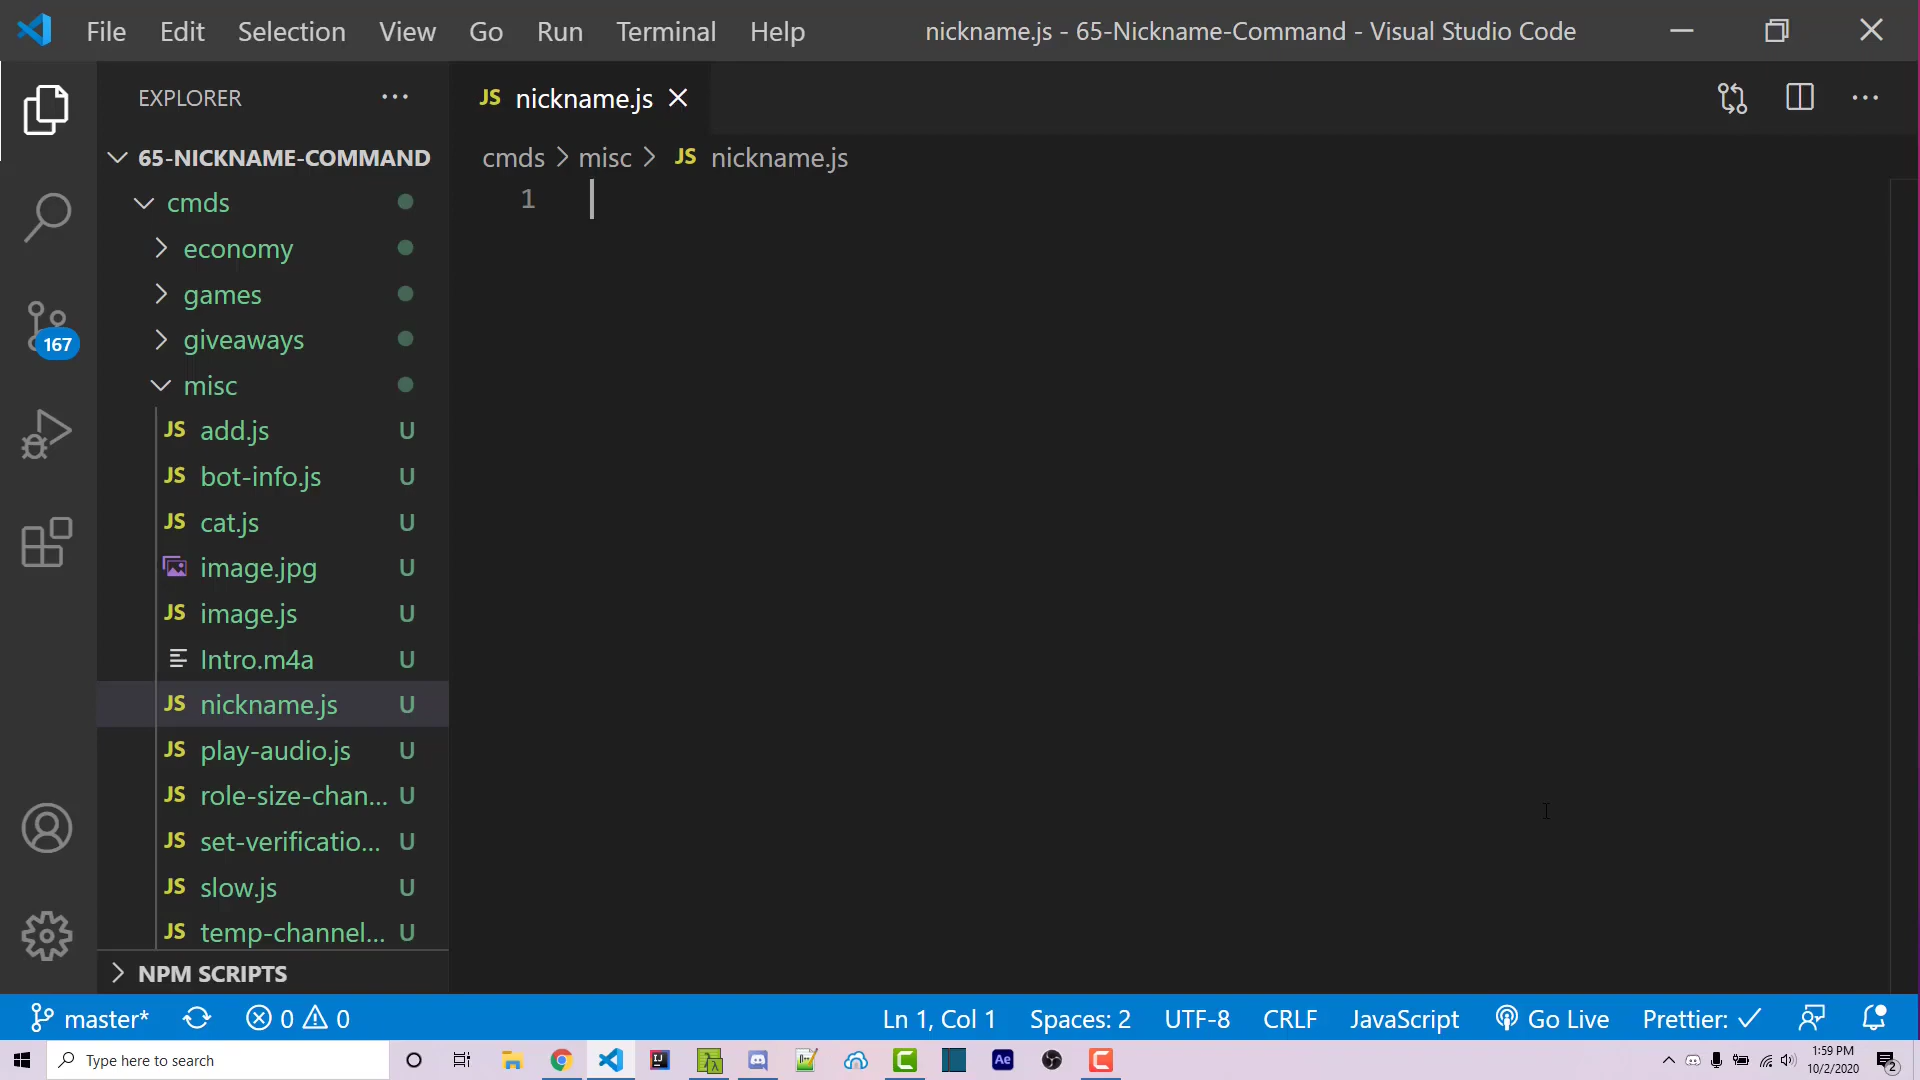 File Edit Selection View Go Run Terminal Help nickname.js - 65-Nickname-Command - Visual Studio Code
EXPLORER
JS nickname.js
65-NICKNAME-COMMAND
cmds > misc > JS nickname.js
1
cmds
economy
games
giveaways
167
misc
JS add.js U
JS bot-info.js U
JS cat.js U
image.jpg U
JS image.js U
Intro.m4a U
JS nickname.js U
JS play-audio.js U
JS role-size-chan... U
JS set-verificatio... U
JS slow.js U
JS temp-channel... U
NPM SCRIPTS
master* 0 0 Ln 1, Col 1 Spaces: 2 UTF-8 CRLF JavaScript Go Live Prettier: ✓
Type here to search
IJ
Ae
1:59 PM
10/2/2020
2